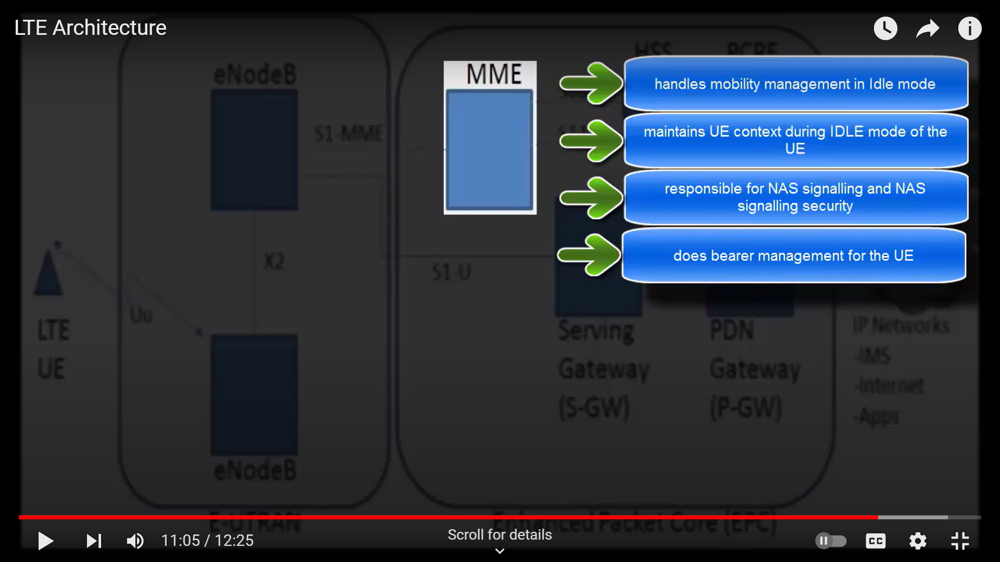 LTE Architecture
HSS
PCRF
eNodeB
MME
handles mobility management in Idle mode
S1-MME
maintains UE context during IDLE mode of the
UE
responsible for NAS signalling and NAS
signalling security
does bearer management for the UE
X2
S1-U
Uu
LTE
UE
Serving
Gateway
(S-GW)
PDN
Gateway
(P-GW)
IP Networks
-IMS
-Internet
-Apps
eNodeB
E-UTRAN
Enhanced Packet Core (EPC)
11:05 / 12:25
Scroll for details
CC